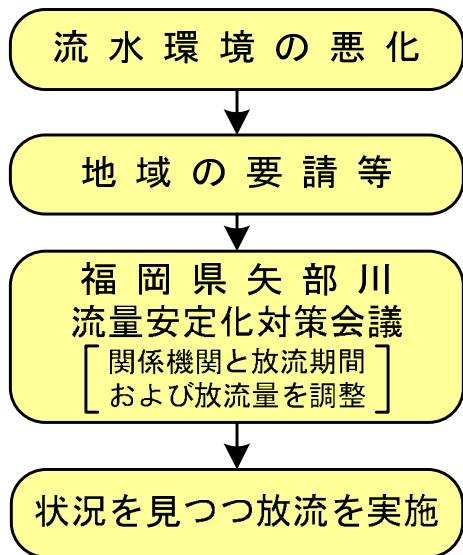 流水環境の悪化
地域の要請等
福岡県矢部川
流量安定化対策会議
関係機関と放流期間
および放流量を調整
状況を見つつ放流を実施